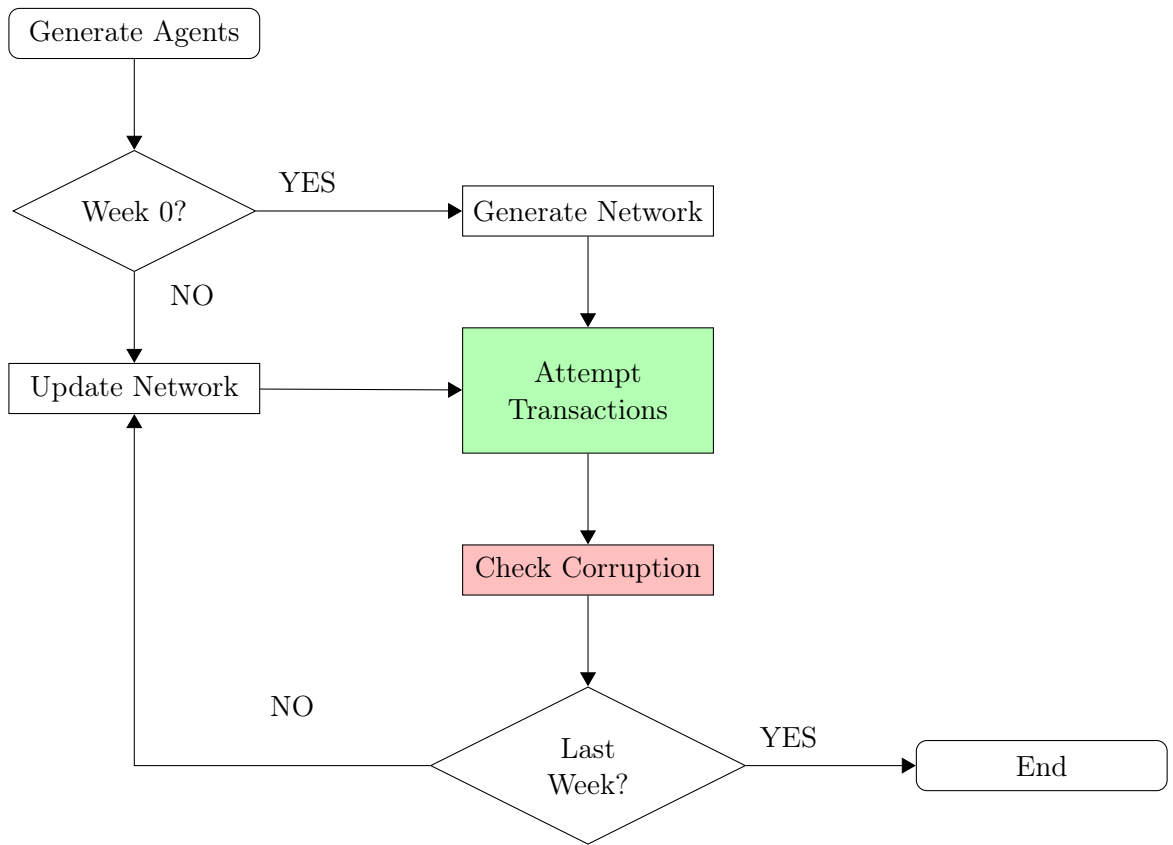 Generate Agents
YES
Week 0?
Generate Network
NO
Update Network
Attempt
Transactions
Check Corruption
NO
YES
Last
Week?
End